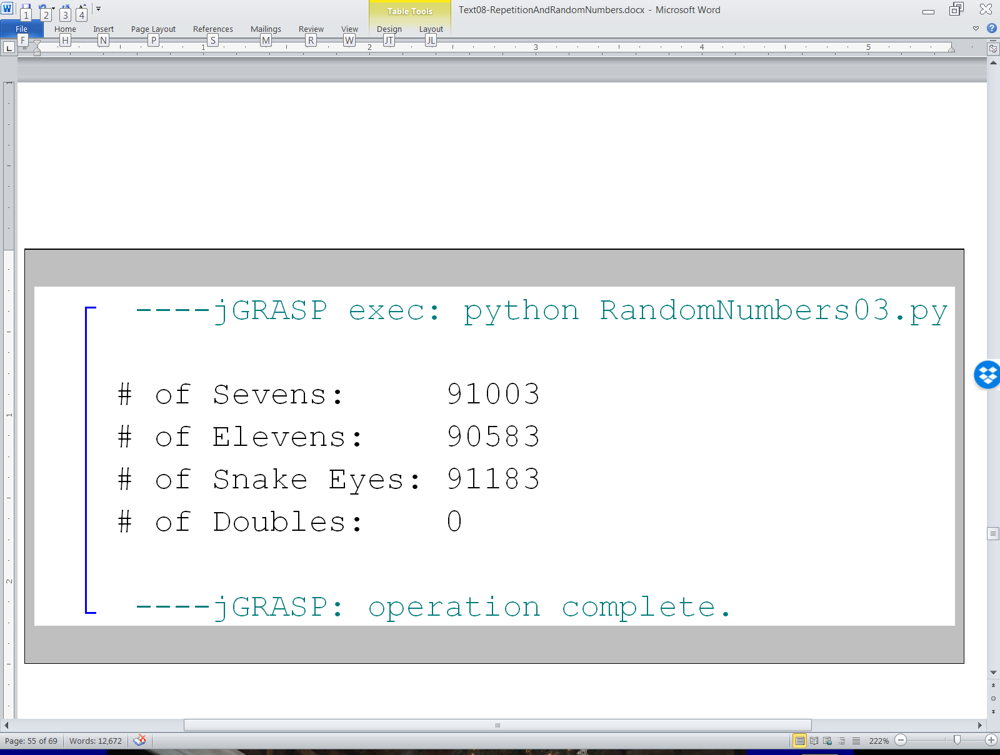 1 2 3 4
Table Tools
Text08-RepetitionAndRandomNumbers.docx - Microsoft Word
File Home Insert Page Layout References Mailings Review View Design Layout
F H N P S M R W JT JL
1 2 3 4 5
----jGRASP exec: python RandomNumbers03.py
# of Sevens: 91003
# of Elevens: 90583
# of Snake Eyes: 91183
# of Doubles: 0
----jGRASP: operation complete.
1
1
2
Page: 55 of 69 Words: 12,672 222%